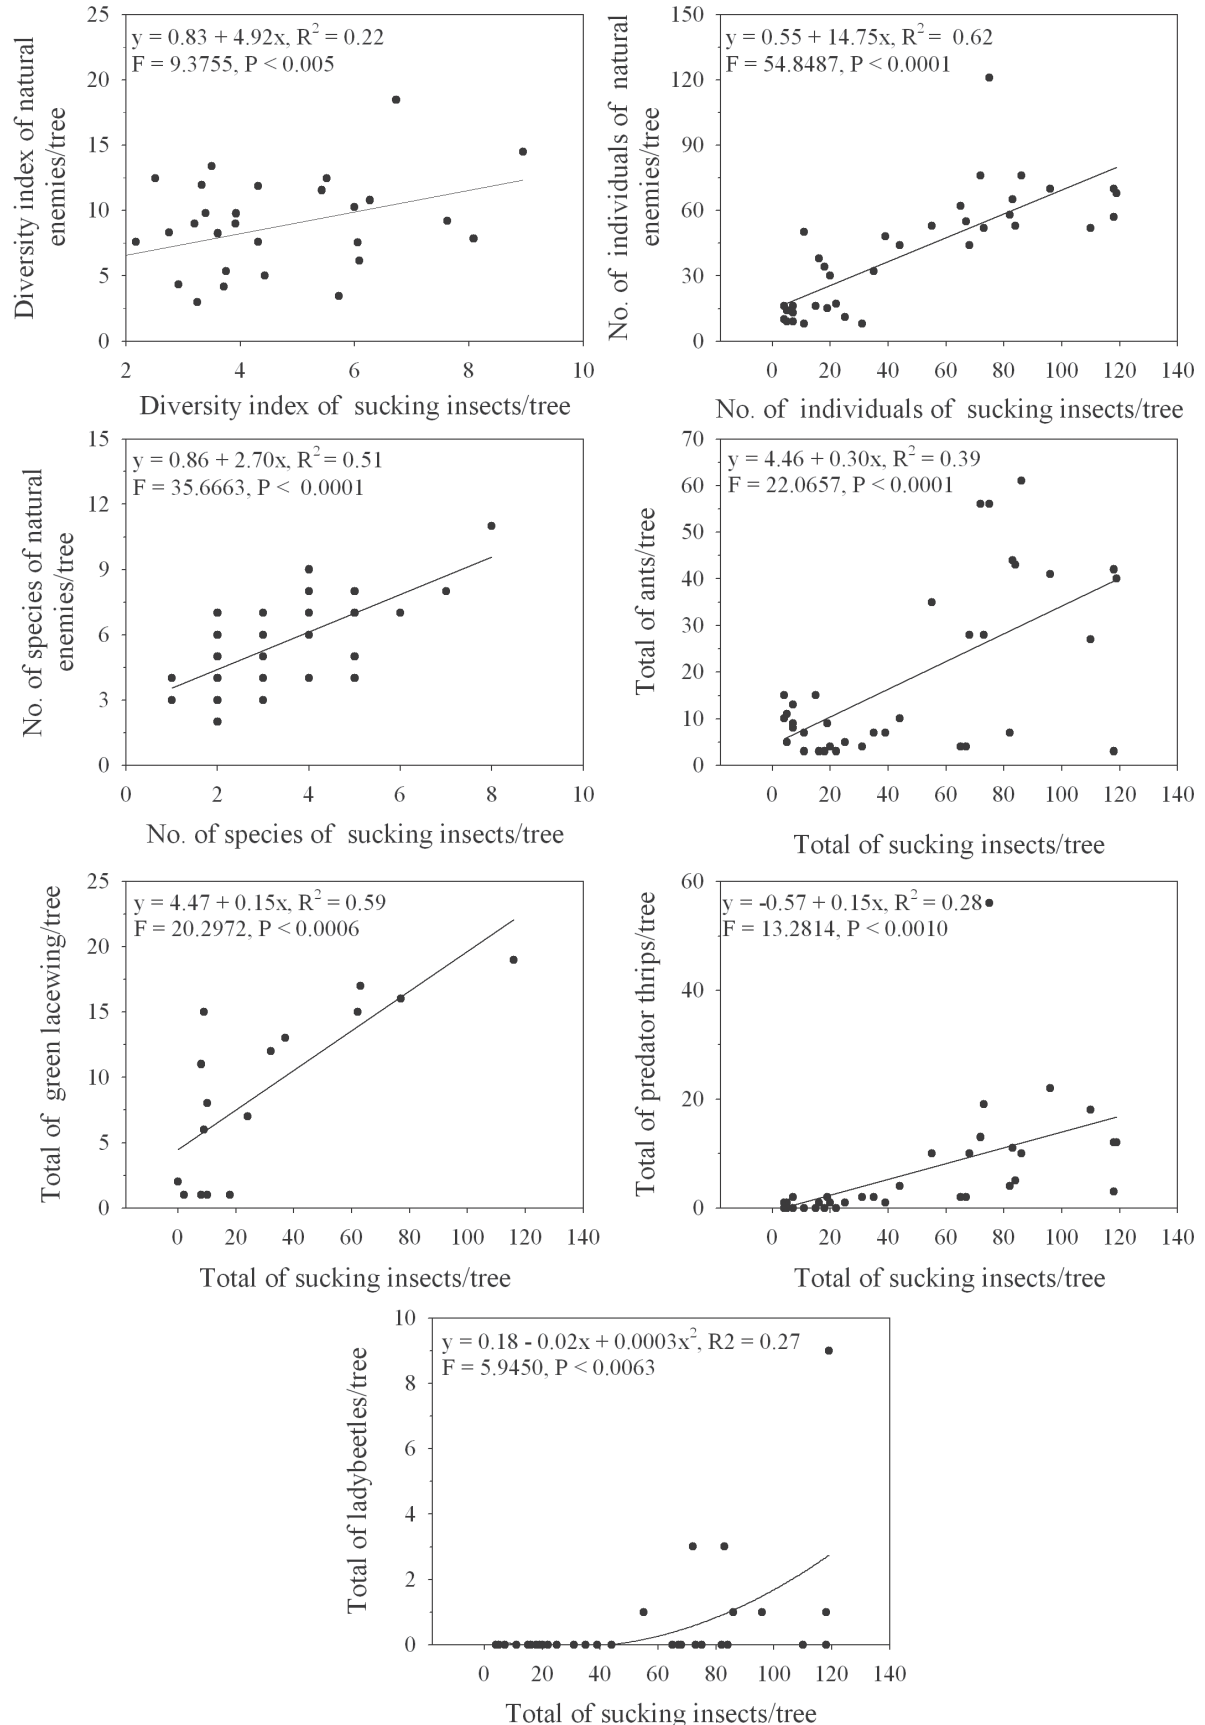 y = 0.83 + 4.92x, R² = 0.22
F = 9.3755, P < 0.005
Diversity index of natural
enemies/tree
25
20
15
10
5
0
2 4 6 8 10
Diversity index of sucking insects/tree
y = 0.55 + 14.75x, R² = 0.62
F = 54.8487, P < 0.0001
No. of individuals of natural
enemies/tree
150
120
90
60
30
0
0 20 40 60 80 100 120 140
No. of individuals of sucking insects/tree
y = 0.86 + 2.70x, R² = 0.51
F = 35.6663, P < 0.0001
No. of species of natural
enemies/tree
15
12
9
6
3
0
0 2 4 6 8 10
No. of species of sucking insects/tree
y = 4.46 + 0.30x, R² = 0.39
F = 22.0657, P < 0.0001
Total of ants/tree
70
60
50
40
30
20
10
0
0 20 40 60 80 100 120 140
Total of sucking insects/tree
y = 4.47 + 0.15x, R² = 0.59
F = 20.2972, P < 0.0006
Total of green lacewing/tree
25
20
15
10
5
0
0 20 40 60 80 100 120 140
Total of sucking insects/tree
y = -0.57 + 0.15x, R² = 0.28
F = 13.2814, P < 0.0010
Total of predator thrips/tree
60
40
20
0
0 20 40 60 80 100 120 140
Total of sucking insects/tree
y = 0.18 - 0.02x + 0.0003x², R2 = 0.27
F = 5.9450, P < 0.0063
Total of ladybeetles/tree
10
8
6
4
2
0
0 20 40 60 80 100 120 140
Total of sucking insects/tree